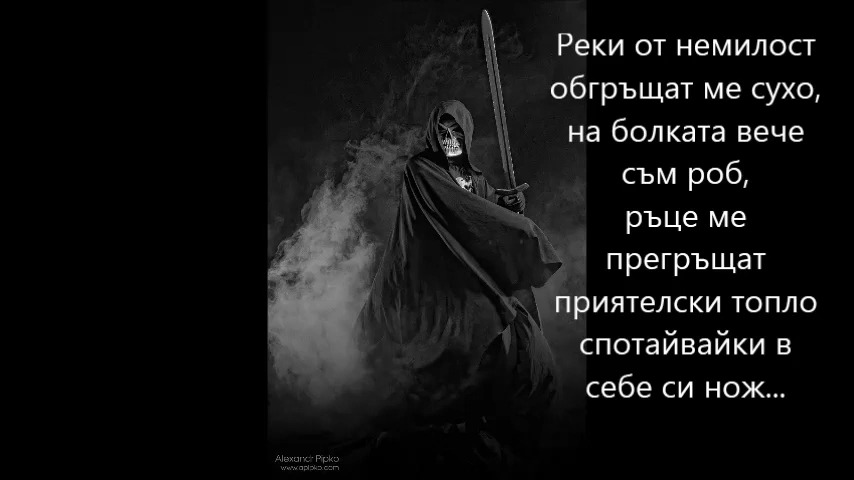 Реки от немилост
обгръщат ме сухо,
на болката вече
съм роб,
ръце ме
прегръщат
приятелски топло
спотайвайки в
себе си нож...
Alexandr Pipko
www.apipko.com